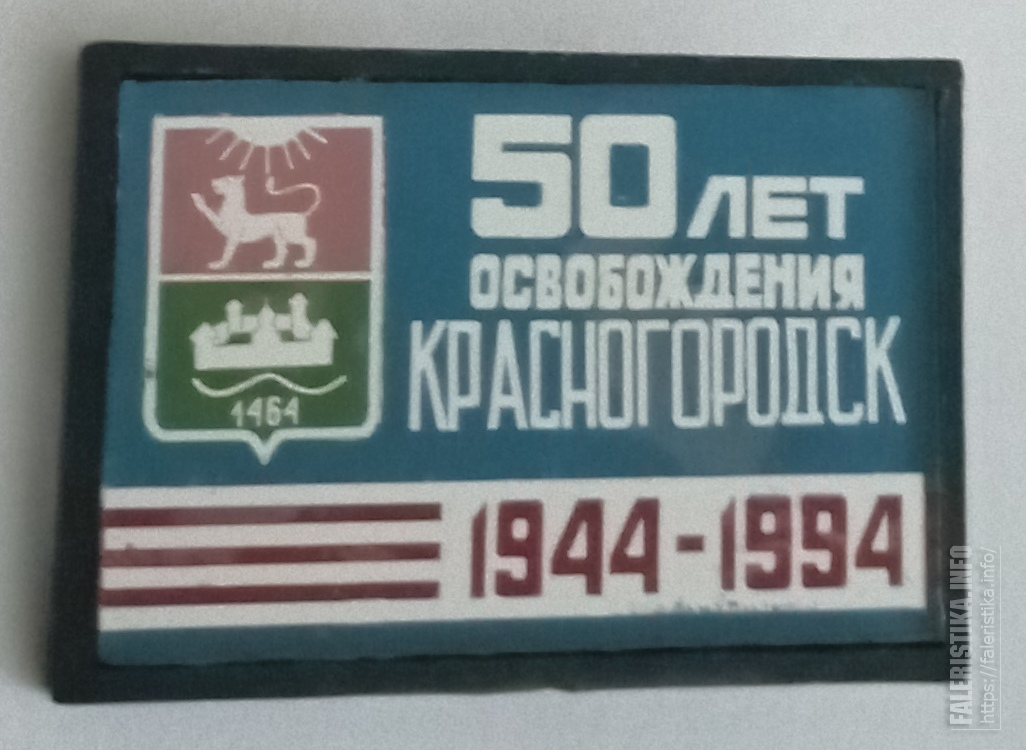 50 ЛЕТ
ОСВОБОЖДЕНИЯ
КРАСНОГОРОДСК
1464
1944-1994
FALERISTIKA.INFO
https://faleristika.info/